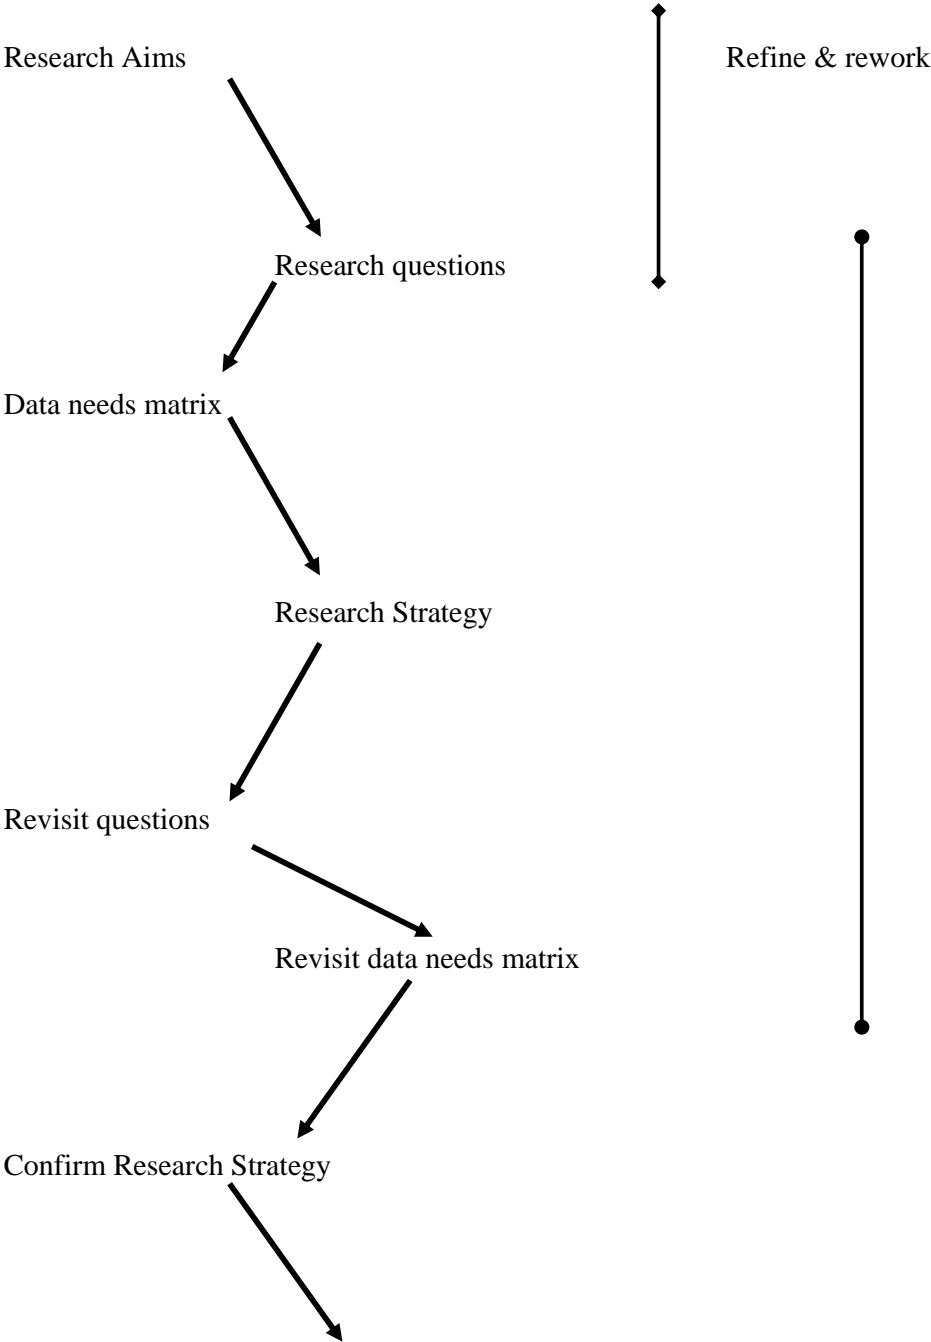 Research Aims
Refine & rework
Research questions
Data needs matrix
Research Strategy
Revisit questions
Revisit data needs matrix
Confirm Research Strategy